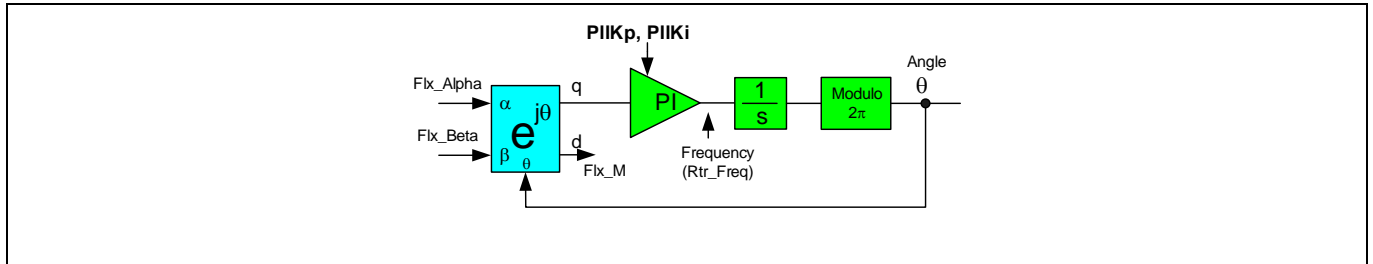 PllKp, PllKi
Flx_Alpha
α
q
PI
1
s
Modulo
2π
Angle
θ
Flx_Beta
β
e
jθ
θ
d
Flx_M
Frequency
(Rtr_Freq)